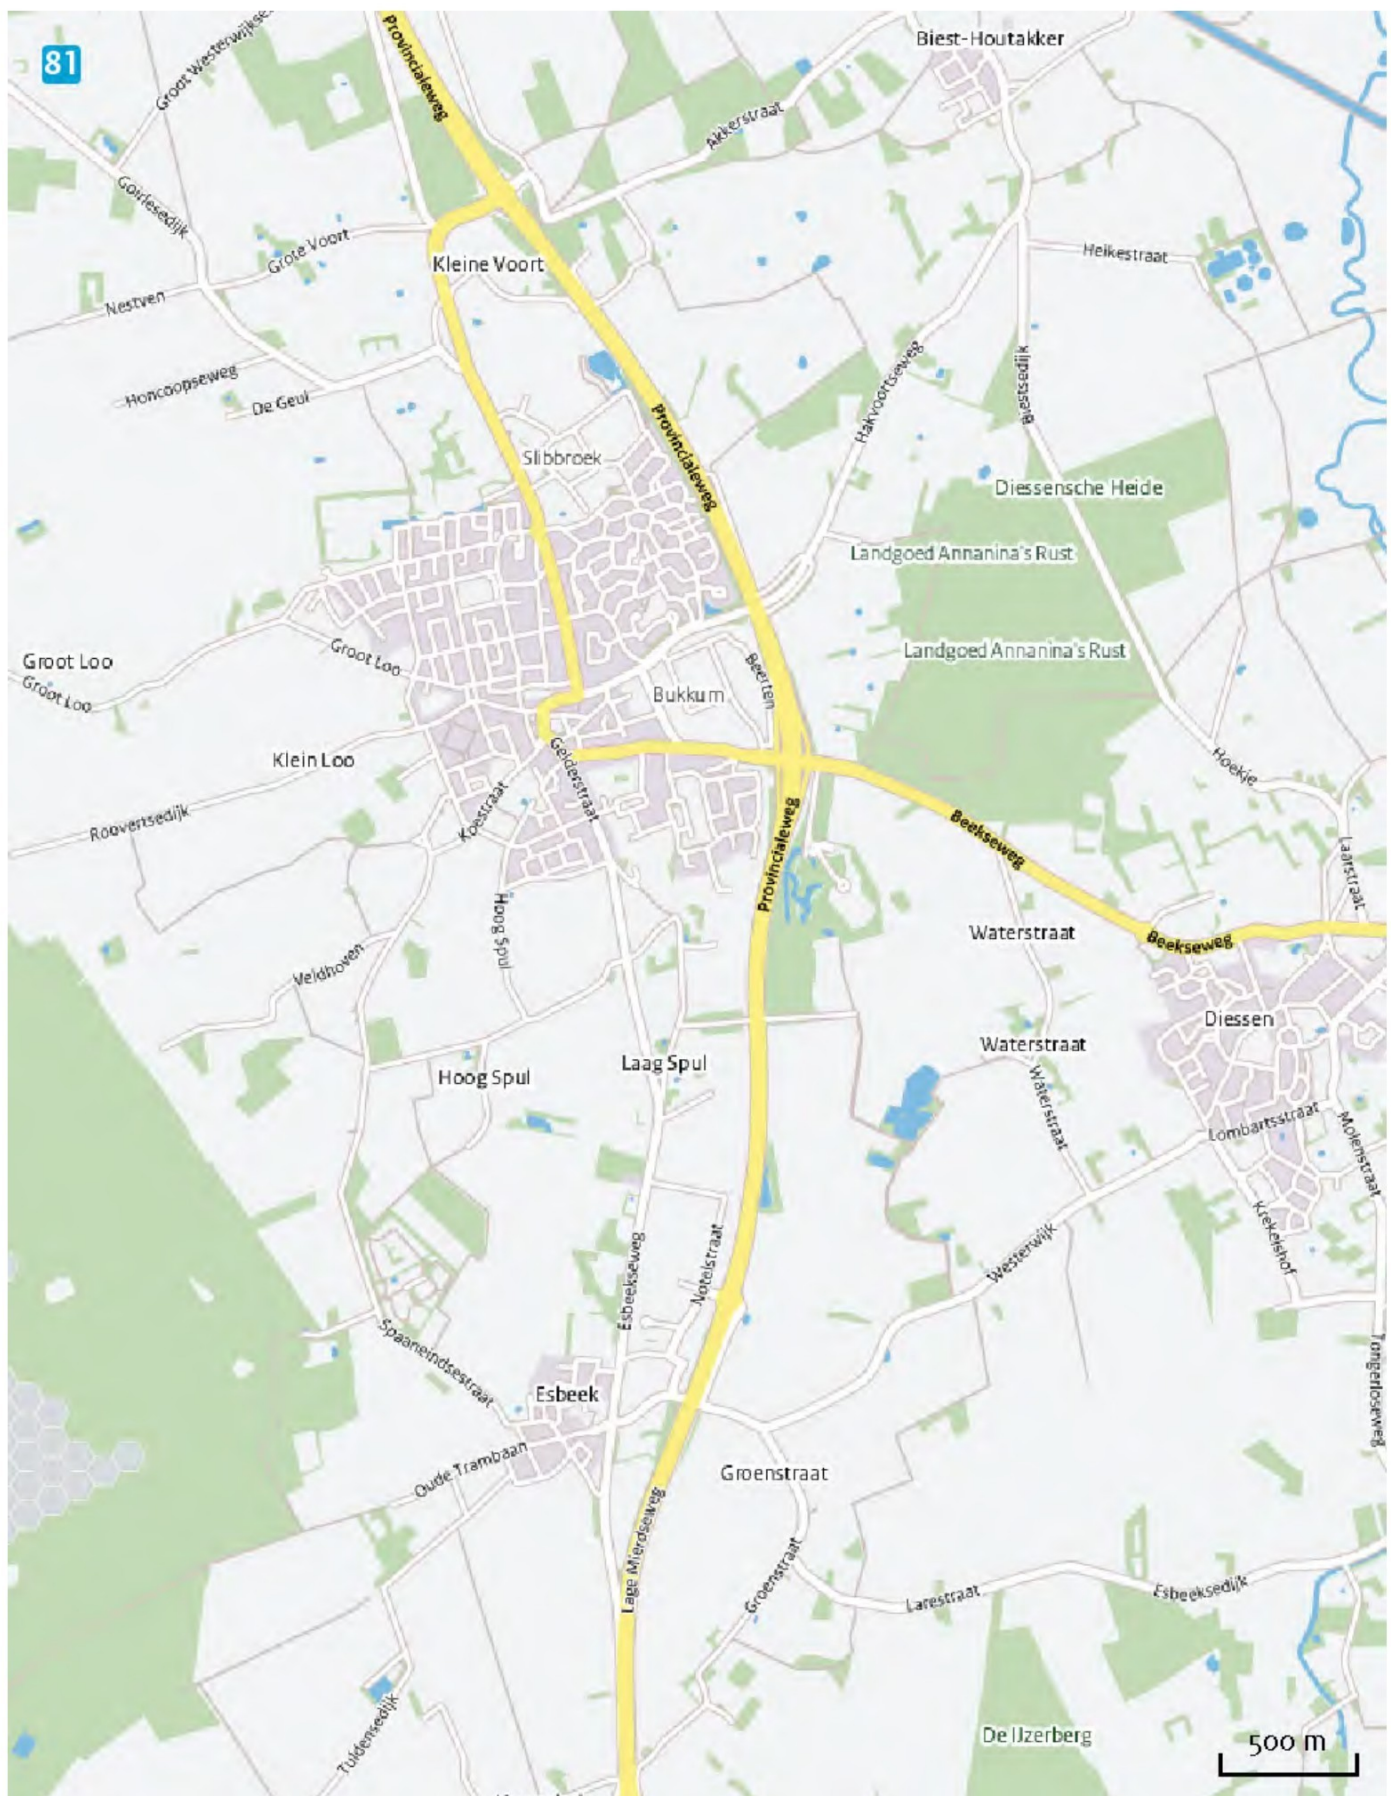 81
Groot Westerwijkse
Provincialeweg
Biest-Houtakker
Akkerstraat
Goirlesedijk
Grote Voort
Kleine Voort
Heikestraat
Nestven
Honcoopseweg
De Geul
Hakvoortseweg
Biestsedijk
Provincialeweg
Slibbroek
Diessensche Heide
Landgoed Annanina's Rust
Groot Loo
Groot Loo
Groot Loo
Landgoed Annanina's Rust
Beerten
Bukkum
Klein Loo
Gelderstraat
Hoekje
Roovertsedijk
Koestraat
Provincialeweg
Beekseweg
Laarstraat
Hoog Spul
Waterstraat
Beekseweg
Veldhoven
Diessen
Waterstraat
Laag Spul
Hoog Spul
Waterstraat
Lombartsstraat
Molenstraat
Krekelshof
Westerwijk
Notelstraat
Esbeekseweg
Spaaneindsestraat
Tongerloseweg
Esbeek
Oude Trambaan
Groenstraat
Lage Mierdseweg
Groenstraat
Larestraat
Esbeeksedijk
Tuldensedijk
De IJzerberg
500 m